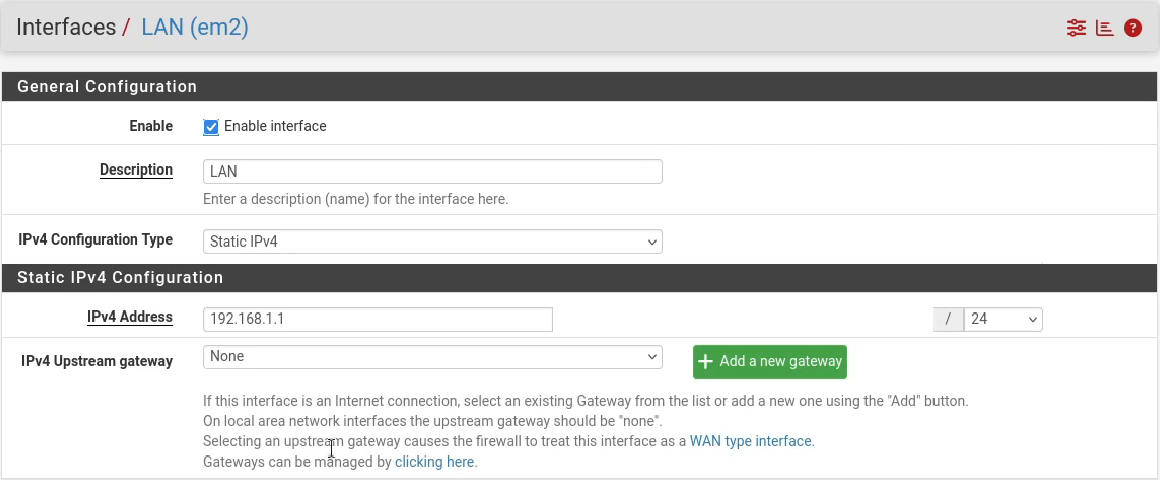 Interfaces / LAN (em2)
General Configuration
Enable Enable interface
Description LAN
Enter a description (name) for the interface here.
IPv4 Configuration Type Static IPv4
Static IPv4 Configuration
IPv4 Address 192.168.1.1 / 24
IPv4 Upstream gateway None + Add a new gateway
If this interface is an Internet connection, select an existing Gateway from the list or add a new one using the "Add" button.
On local area network interfaces the upstream gateway should be "none".
Selecting an upstream gateway causes the firewall to treat this interface as a WAN type interface.
Gateways can be managed by clicking here.